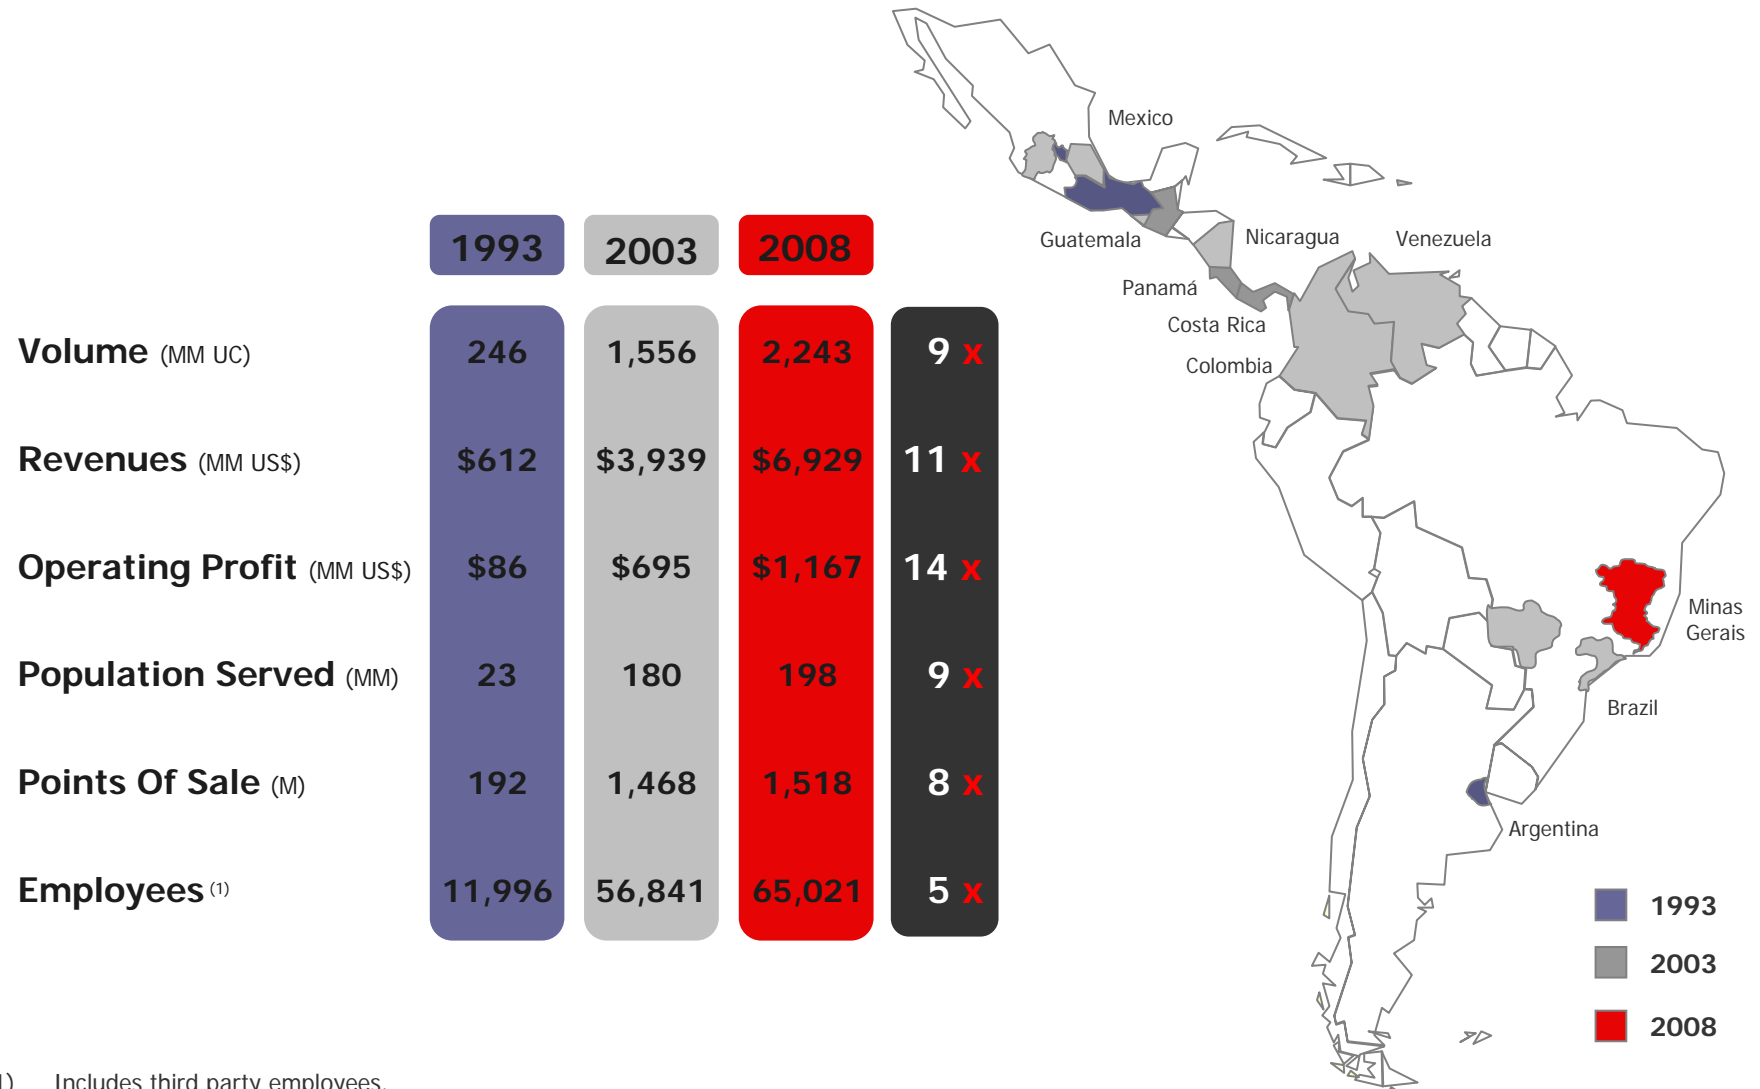 1993 2003 2008
Volume (MM UC) 246 1,556 2,243 9 x
Revenues (MM US$) $612 $3,939 $6,929 11 x
Operating Profit (MM US$) $86 $695 $1,167 14 x
Population Served (MM) 23 180 198 9 x
Points Of Sale (M) 192 1,468 1,518 8 x
Employees (1) 11,996 56,841 65,021 5 x
1) Includes third party employees.
Mexico
Guatemala
Nicaragua
Venezuela
Panamá
Costa Rica
Colombia
Minas
Gerais
Brazil
Argentina
1993
2003
2008